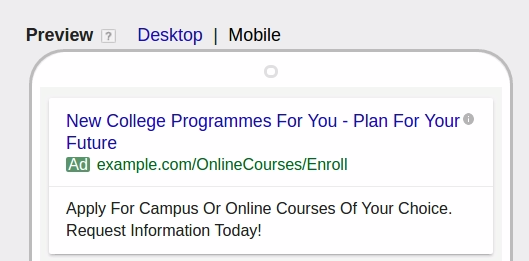 Preview ? Desktop | Mobile
New College Programmes For You - Plan For Your
Future
Ad example.com/OnlineCourses/Enroll
Apply For Campus Or Online Courses Of Your Choice.
Request Information Today!